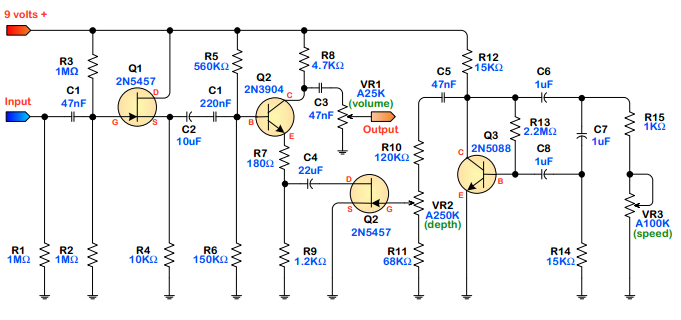 9 volts +
R3
1MΩ
Q1
2N5457
D
G
S
C1
47nF
Input
C2
10uF
R5
560KΩ
C1
220nF
Q2
2N3904
C
B
E
R8
4.7KΩ
C3
47nF
VR1
A25K
(volume)
Output
R7
180Ω
C4
22uF
D
S
G
Q2
2N5457
R1
1MΩ
R2
1MΩ
R4
10KΩ
R6
150KΩ
R9
1.2KΩ
C5
47nF
R10
120KΩ
VR2
A250K
(depth)
R11
68KΩ
R12
15KΩ
C6
1uF
R13
2.2MΩ
Q3
2N5088
C
B
E
C8
1uF
C7
1uF
R15
1KΩ
VR3
A100K
(speed)
R14
15KΩ